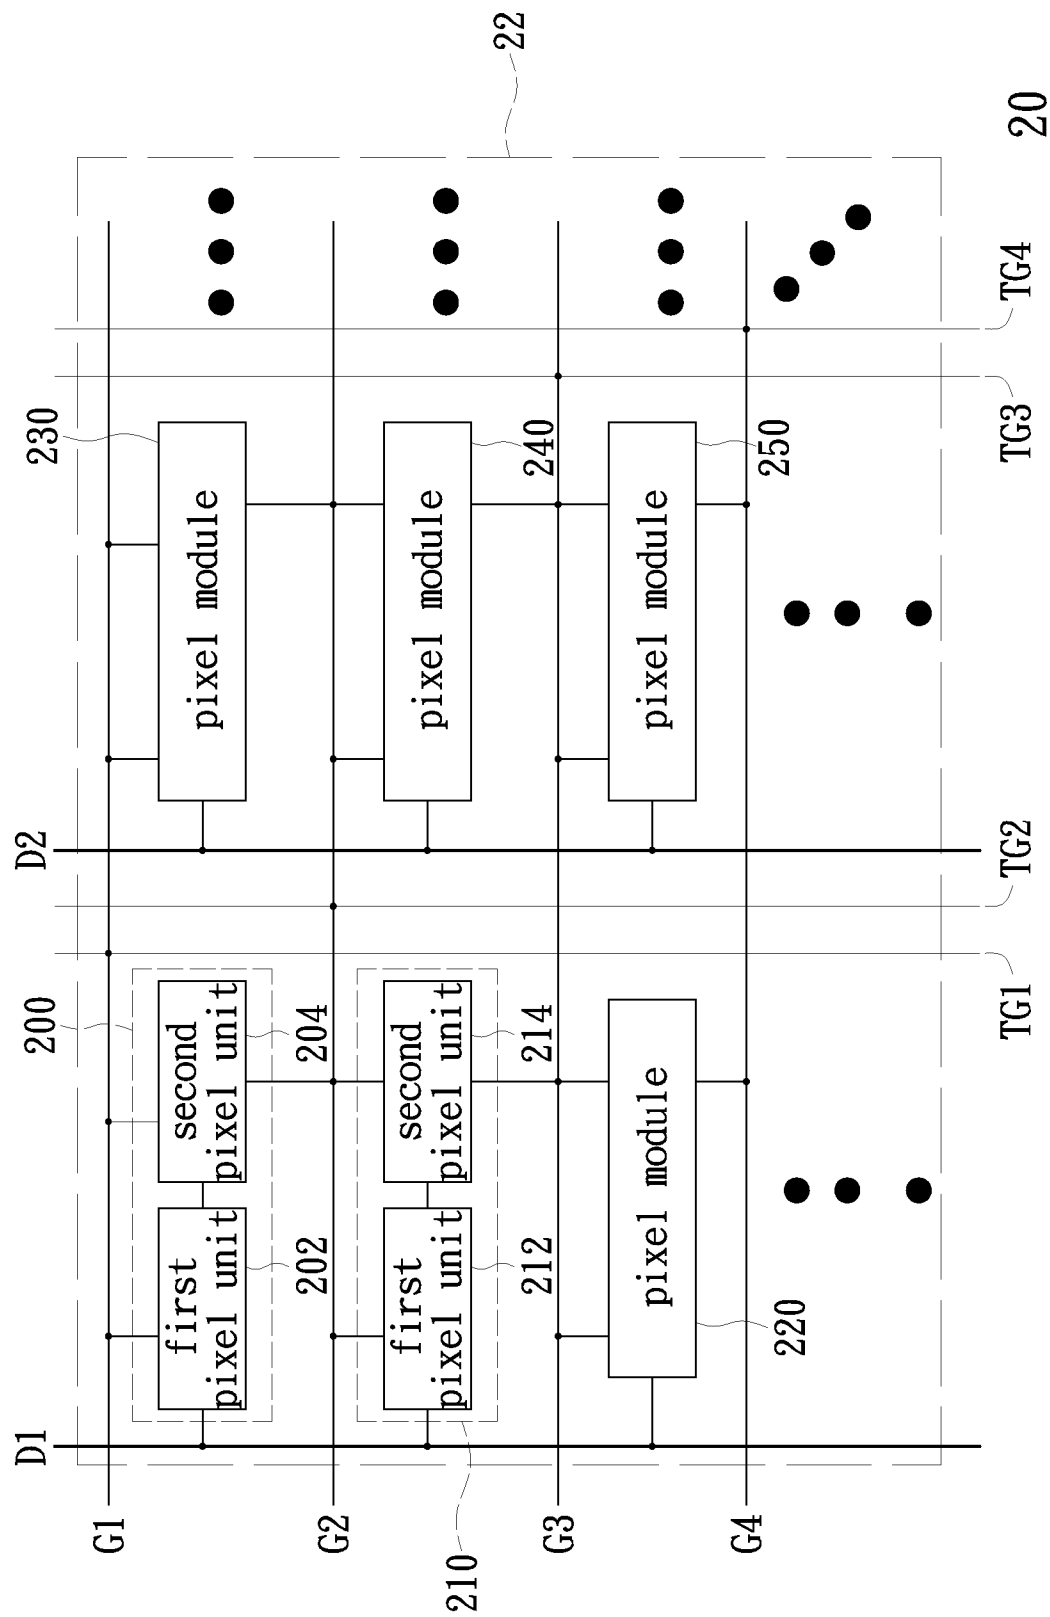 22
20
D1
D2
G1
G2
G3
G4
200
first
pixel unit
second
pixel unit
202
204
230
pixel module
210
first
pixel unit
second
pixel unit
212
214
pixel module
240
220
pixel module
pixel module
250
TG1
TG2
TG3
TG4